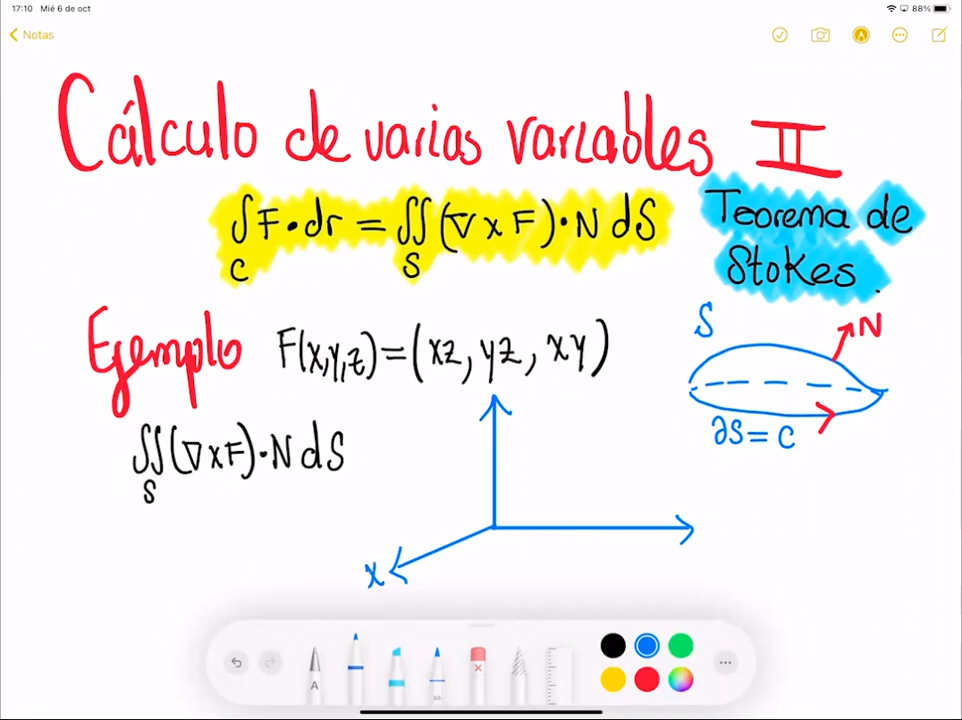 17:10 Mié 6 de oct 88%
Notas
Cálculo de varias variables II
∫F•dr = ∬(∇xF)•N dS
C S
Teorema de
Stokes.
Ejemplo F(x,y,z)=(xz, yz, xy)
S
N
∂S = C
∬(∇xF)•N dS
S
x
A
50